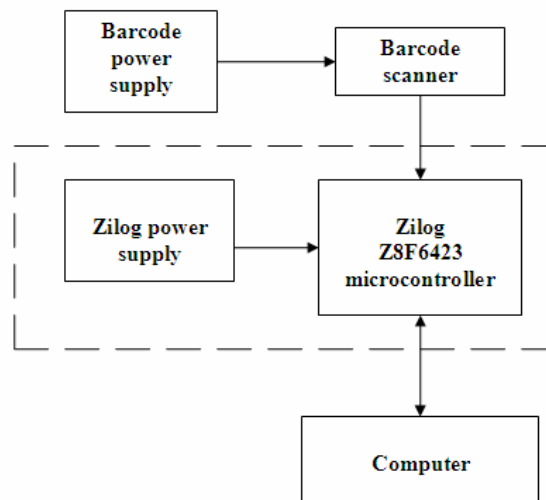 Barcode
power
supply
Barcode
scanner
Zilog power
supply
Zilog
Z8F6423
microcontroller
Computer